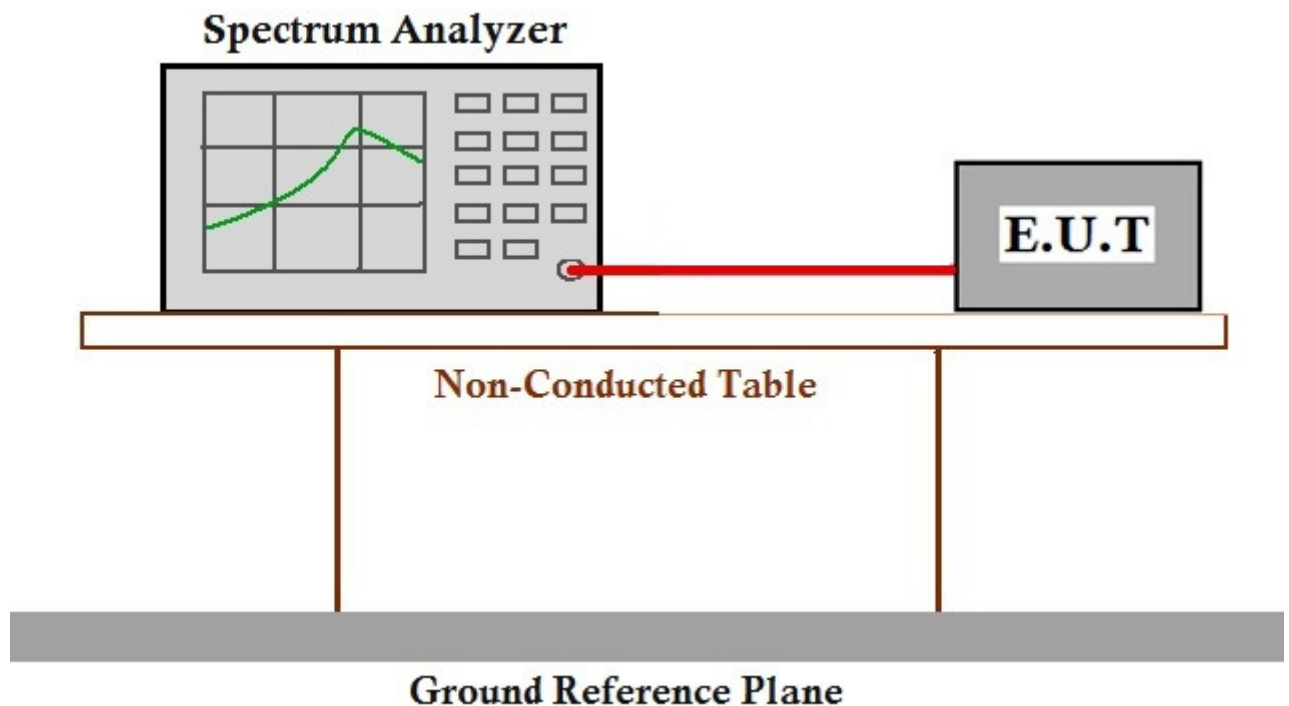 Spectrum Analyzer
E.U.T
Non-Conducted Table
Ground Reference Plane